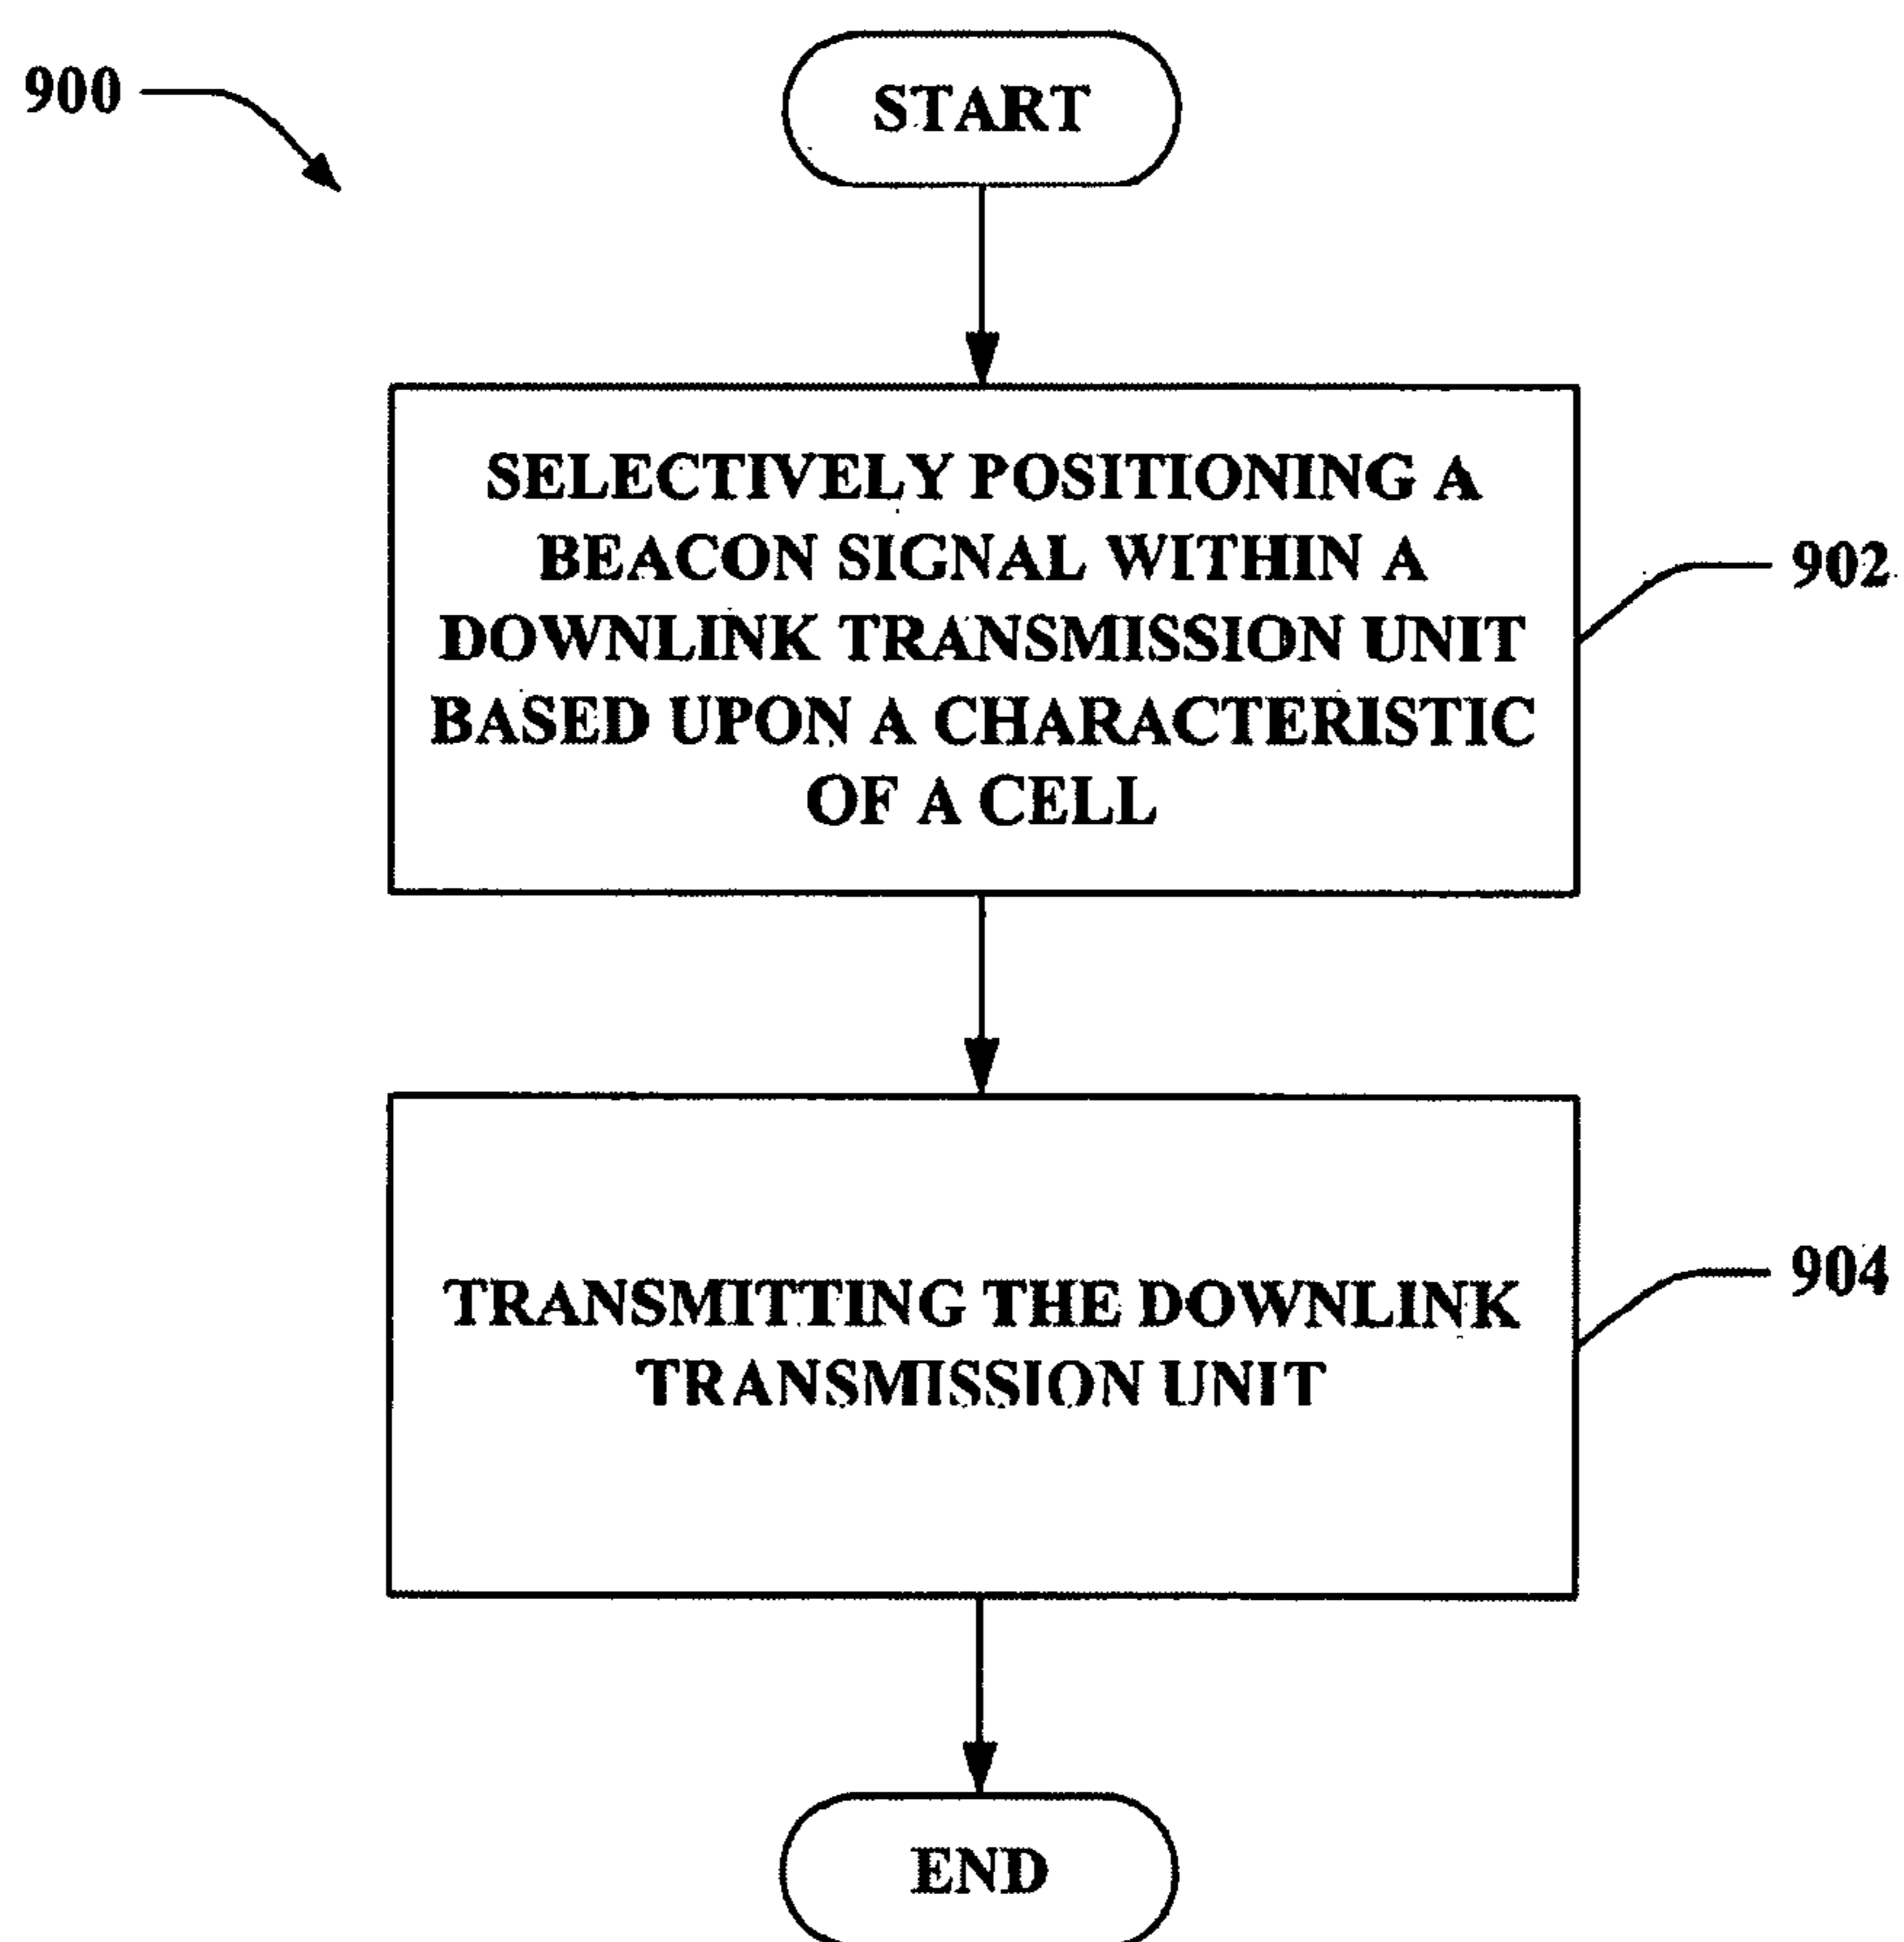 900
START
SELECTIVELY POSITIONING A
BEACON SIGNAL WITHIN A
DOWNLINK TRANSMISSION UNIT
BASED UPON A CHARACTERISTIC
OF A CELL
902
TRANSMITTING THE DOWNLINK
TRANSMISSION UNIT
904
END